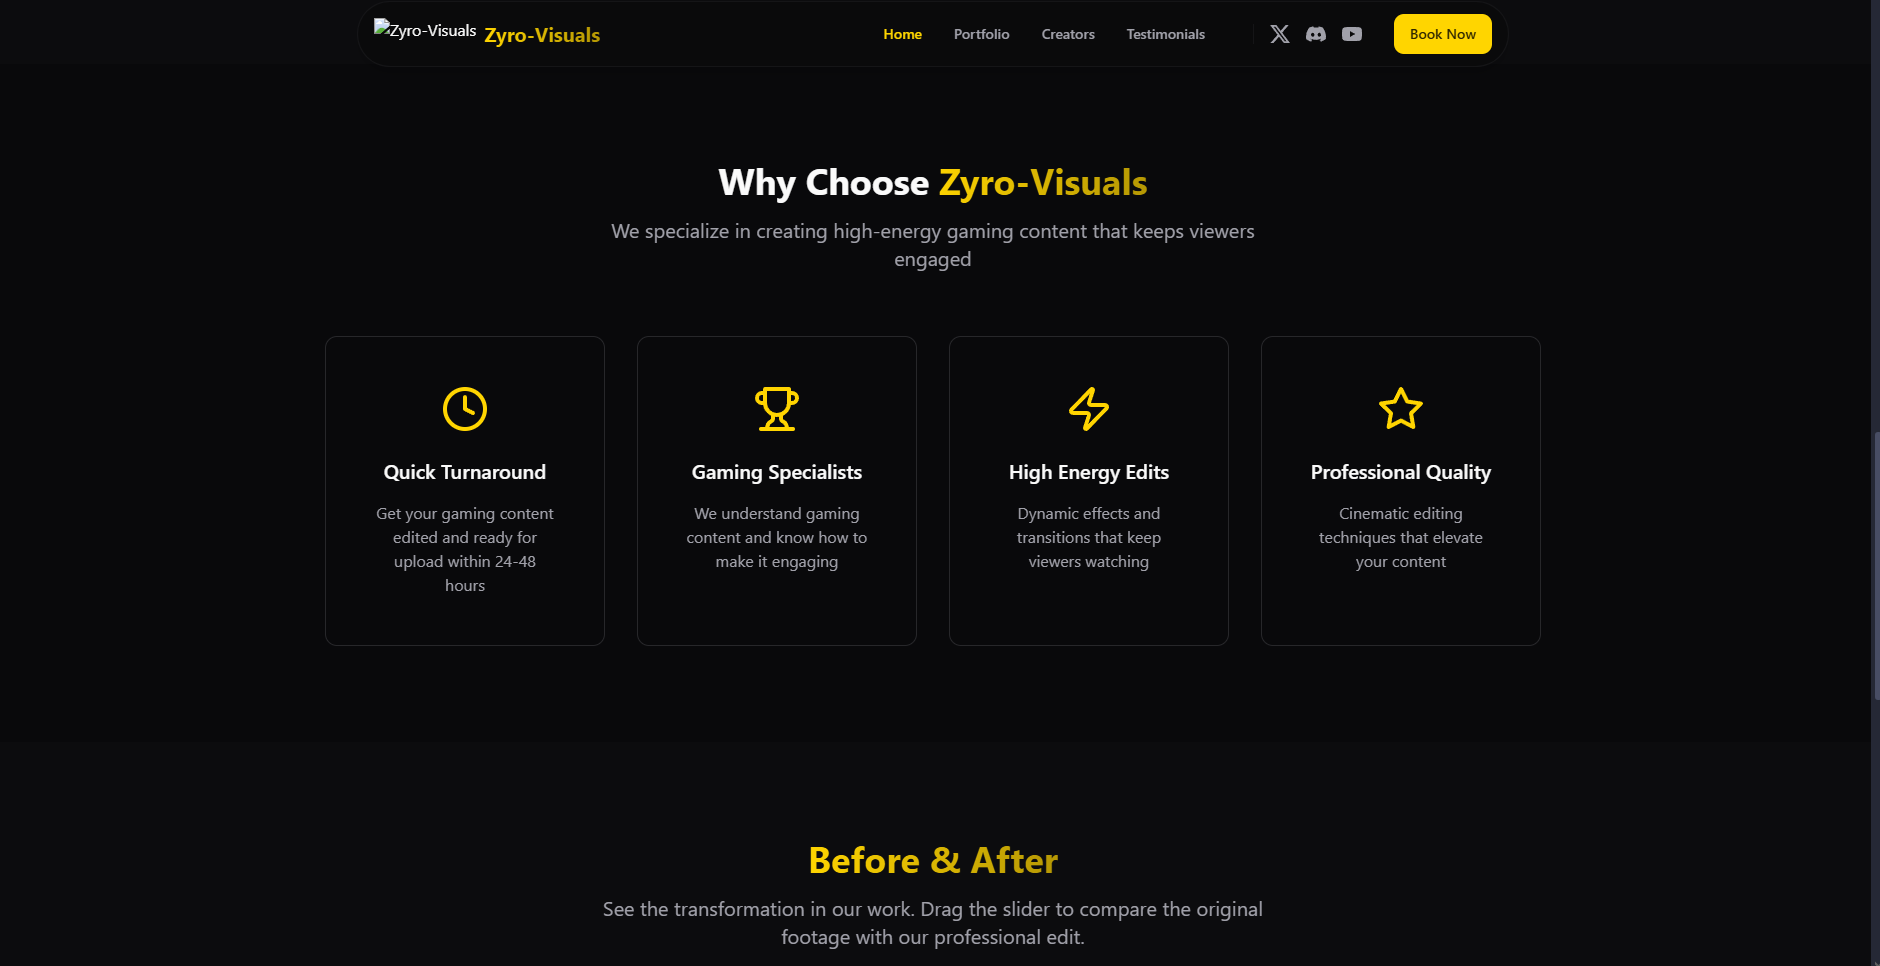 Zyro-Visuals Zyro-Visuals Home Portfolio Creators Testimonials Book Now
Why Choose Zyro-Visuals
We specialize in creating high-energy gaming content that keeps viewers
engaged
Quick Turnaround
Get your gaming content
edited and ready for
upload within 24-48
hours
Gaming Specialists
We understand gaming
content and know how to
make it engaging
High Energy Edits
Dynamic effects and
transitions that keep
viewers watching
Professional Quality
Cinematic editing
techniques that elevate
your content
Before & After
See the transformation in our work. Drag the slider to compare the original
footage with our professional edit.